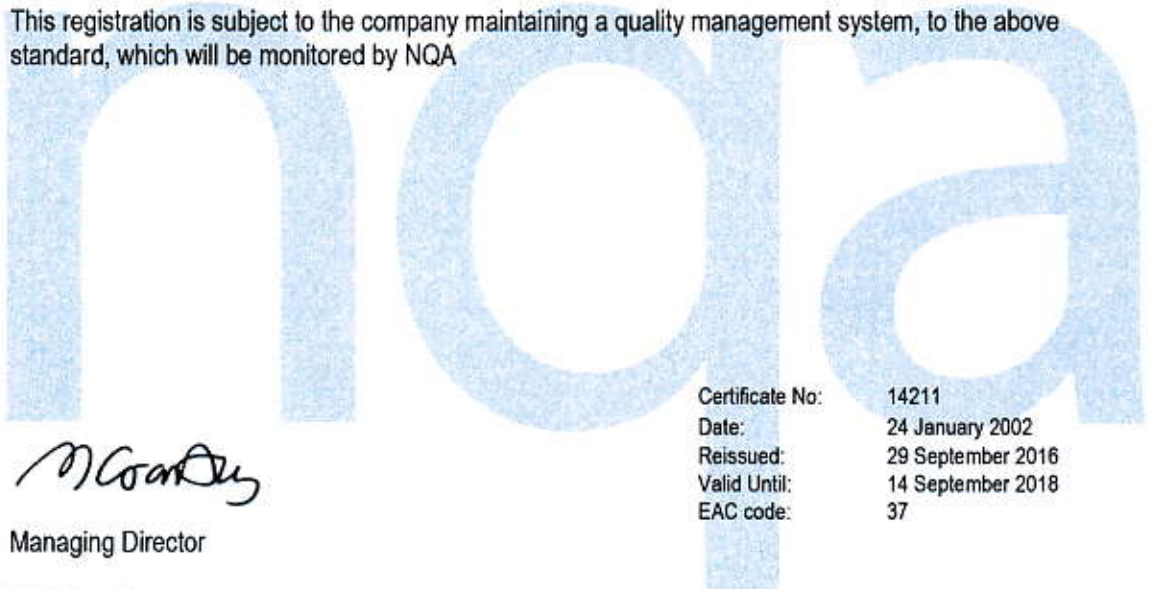 This registration is subject to the company maintaining a quality management system, to the above
standard, which will be monitored by NQA
nqa
Certificate No: 14211
Date: 24 January 2002
Reissued: 29 September 2016
Valid Until: 14 September 2018
EAC code: 37
Managing Director